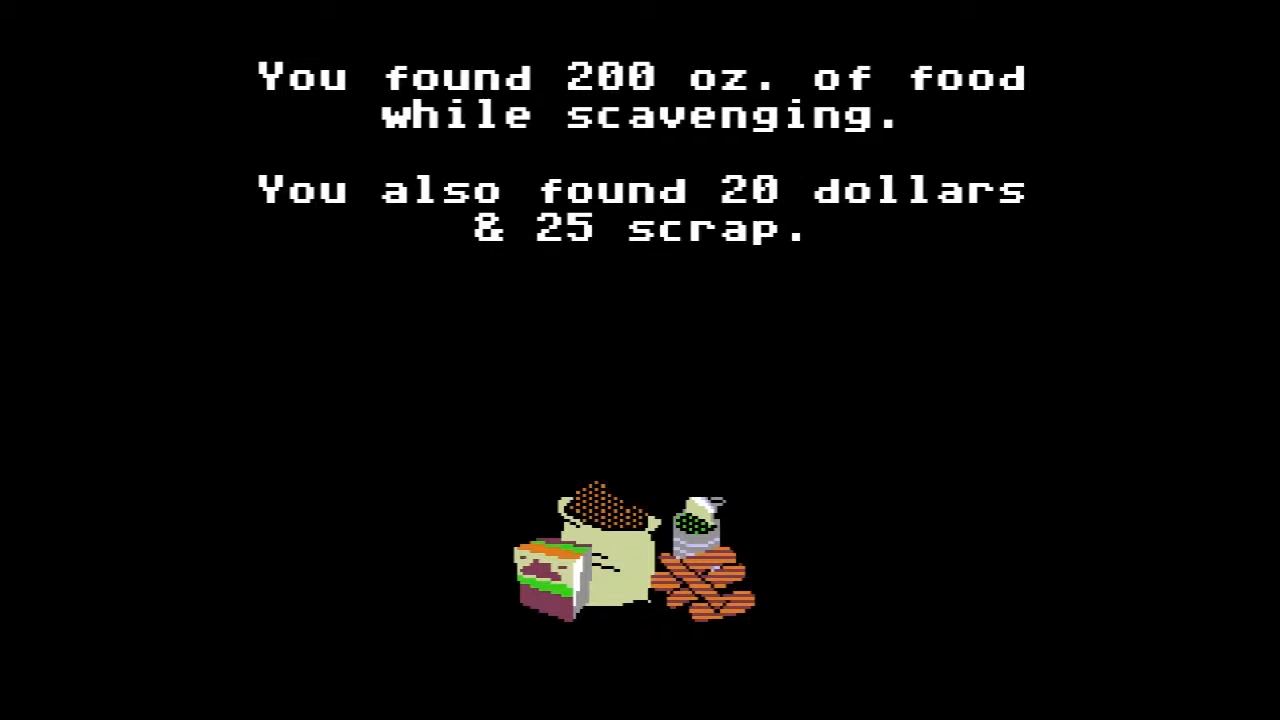 You found 200 oz. of food
while scavenging.
You also found 20 dollars
& 25 scrap.